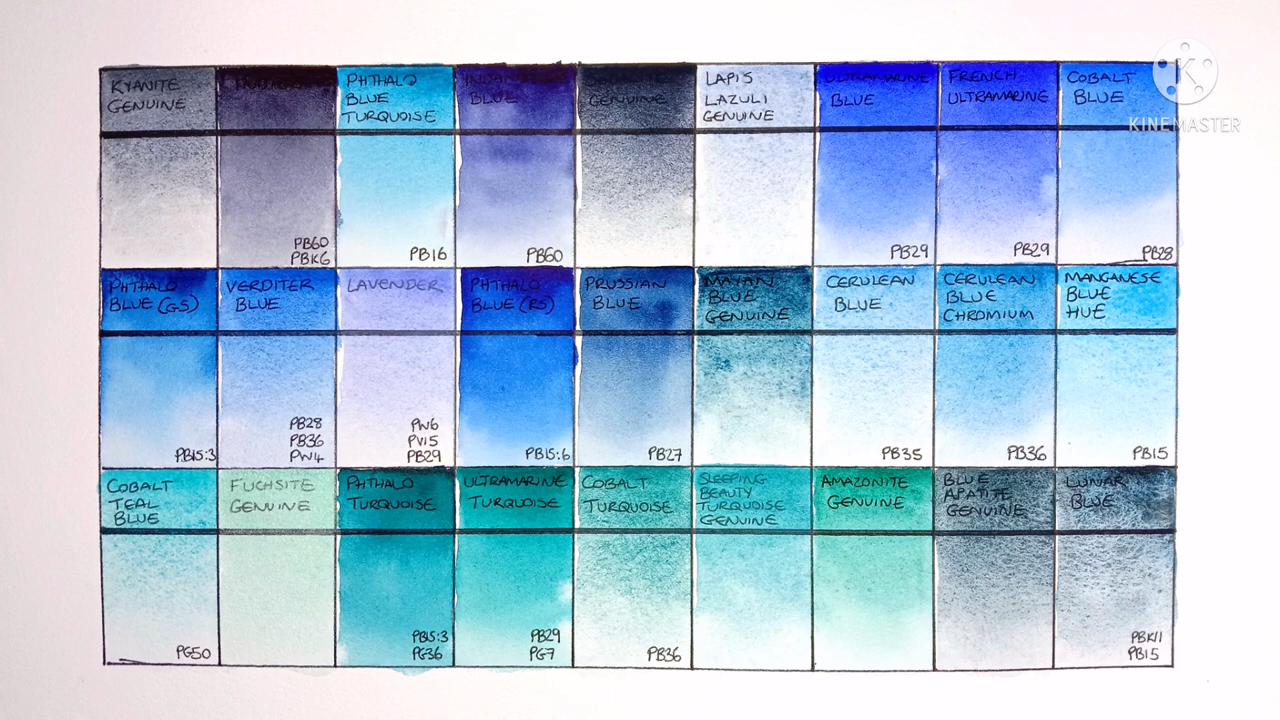 KYANITE
GENUINE
PHTHALO
BLUE
TURQUOISE
BLUE
GENUINE
LAPIS
LAZULI
GENUINE
ULTRAMARINE
BLUE
FRENCH
ULTRAMARINE
COBALT
BLUE
K
KINEMASTER
PB60
PBK6
PB16
PB60
PB29
PB29
PB28
PHTHALO
BLUE (GS)
VERDITER
BLUE
LAVENDER
PHTHALO
BLUE (RS)
PRUSSIAN
BLUE
MAYAN
BLUE
GENUINE
CERULEAN
BLUE
CERULEAN
BLUE
CHROMIUM
MANGANESE
BLUE
HUE
PB15:3
PB28
PB36
PW4
PW6
PV15
PB29
PB15:6
PB27
PB35
PB36
PB15
COBALT
TEAL
BLUE
FUCHSITE
GENUINE
PHTHALO
TURQUOISE
ULTRAMARINE
TURQUOISE
COBALT
TURQUOISE
SLEEPING
BEAUTY
TURQUOISE
GENUINE
AMAZONITE
GENUINE
BLUE
APATITE
GENUINE
LUNAR
BLUE
PG50
PB15:3
PG36
PB29
PG7
PB36
PBK11
PB15